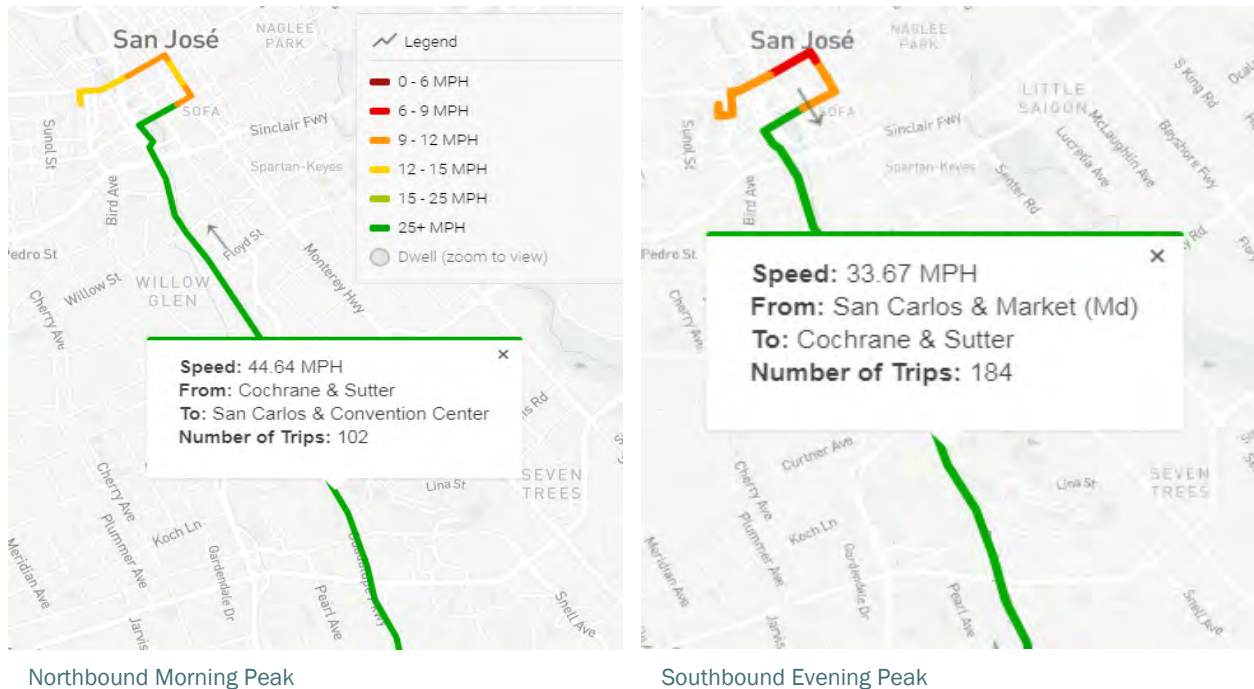 San José
NAGLEE
PARK
Legend
0 - 6 MPH
6 - 9 MPH
9 - 12 MPH
12 - 15 MPH
15 - 25 MPH
25+ MPH
Dwell (zoom to view)
SOFA
Sunol St
Sinclair Fwy
Spartan-Keyes
Bird Ave
Floyd St
Pedro St
Willow St
WILLOW
GLEN
Monterey Hwy
Cherry Ave
Speed: 44.64 MPH
From: Cochrane & Sutter
To: San Carlos & Convention Center
Number of Trips: 102
SEVEN
TREES
Lina St
Cherry Ave
Plummer Ave
Koch Ln
Gardendale Dr
Meridian Ave
Pearl Ave
Snell Ave
Jarvis
Northbound Morning Peak
San José
NAGLEE
PARK
S King Rd
LITTLE
SAIGON
SOFA
Sunol St
Sinclair Fwy
McLaughlin Ave
Lucretia Ave
Bayshore Fwy
Spartan-Keyes
Senter Rd
Bird Ave
Pedro St
Speed: 33.67 MPH
From: San Carlos & Market (Md)
To: Cochrane & Sutter
Number of Trips: 184
Cherry Ave
Curtner Ave
Lina St
SEVEN
TREES
Cherry Ave
Plummer Ave
Koch Ln
Gardendale Dr
Meridian Ave
Pearl Ave
Snell Ave
Jarvis
Southbound Evening Peak